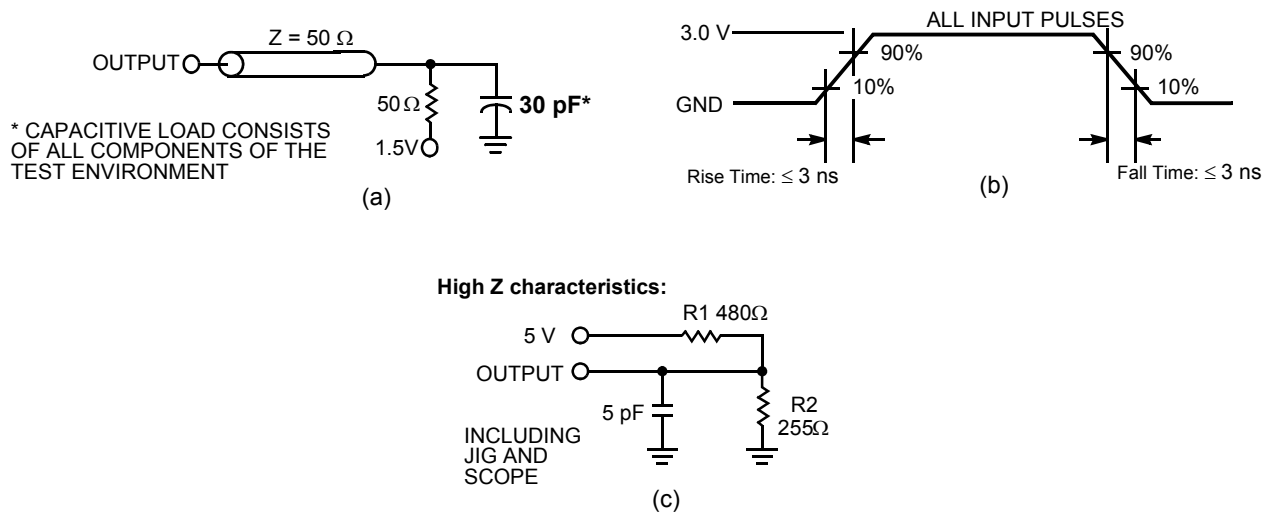 Z = 50 Ω
OUTPUT
50 Ω
30 pF*
1.5V
* CAPACITIVE LOAD CONSISTS
OF ALL COMPONENTS OF THE
TEST ENVIRONMENT
(a)
ALL INPUT PULSES
3.0 V
90%
10%
GND
90%
10%
Rise Time: ≤ 3 ns
Fall Time: ≤ 3 ns
(b)
High Z characteristics:
R1 480Ω
5 V
OUTPUT
5 pF
R2
255Ω
INCLUDING
JIG AND
SCOPE
(c)